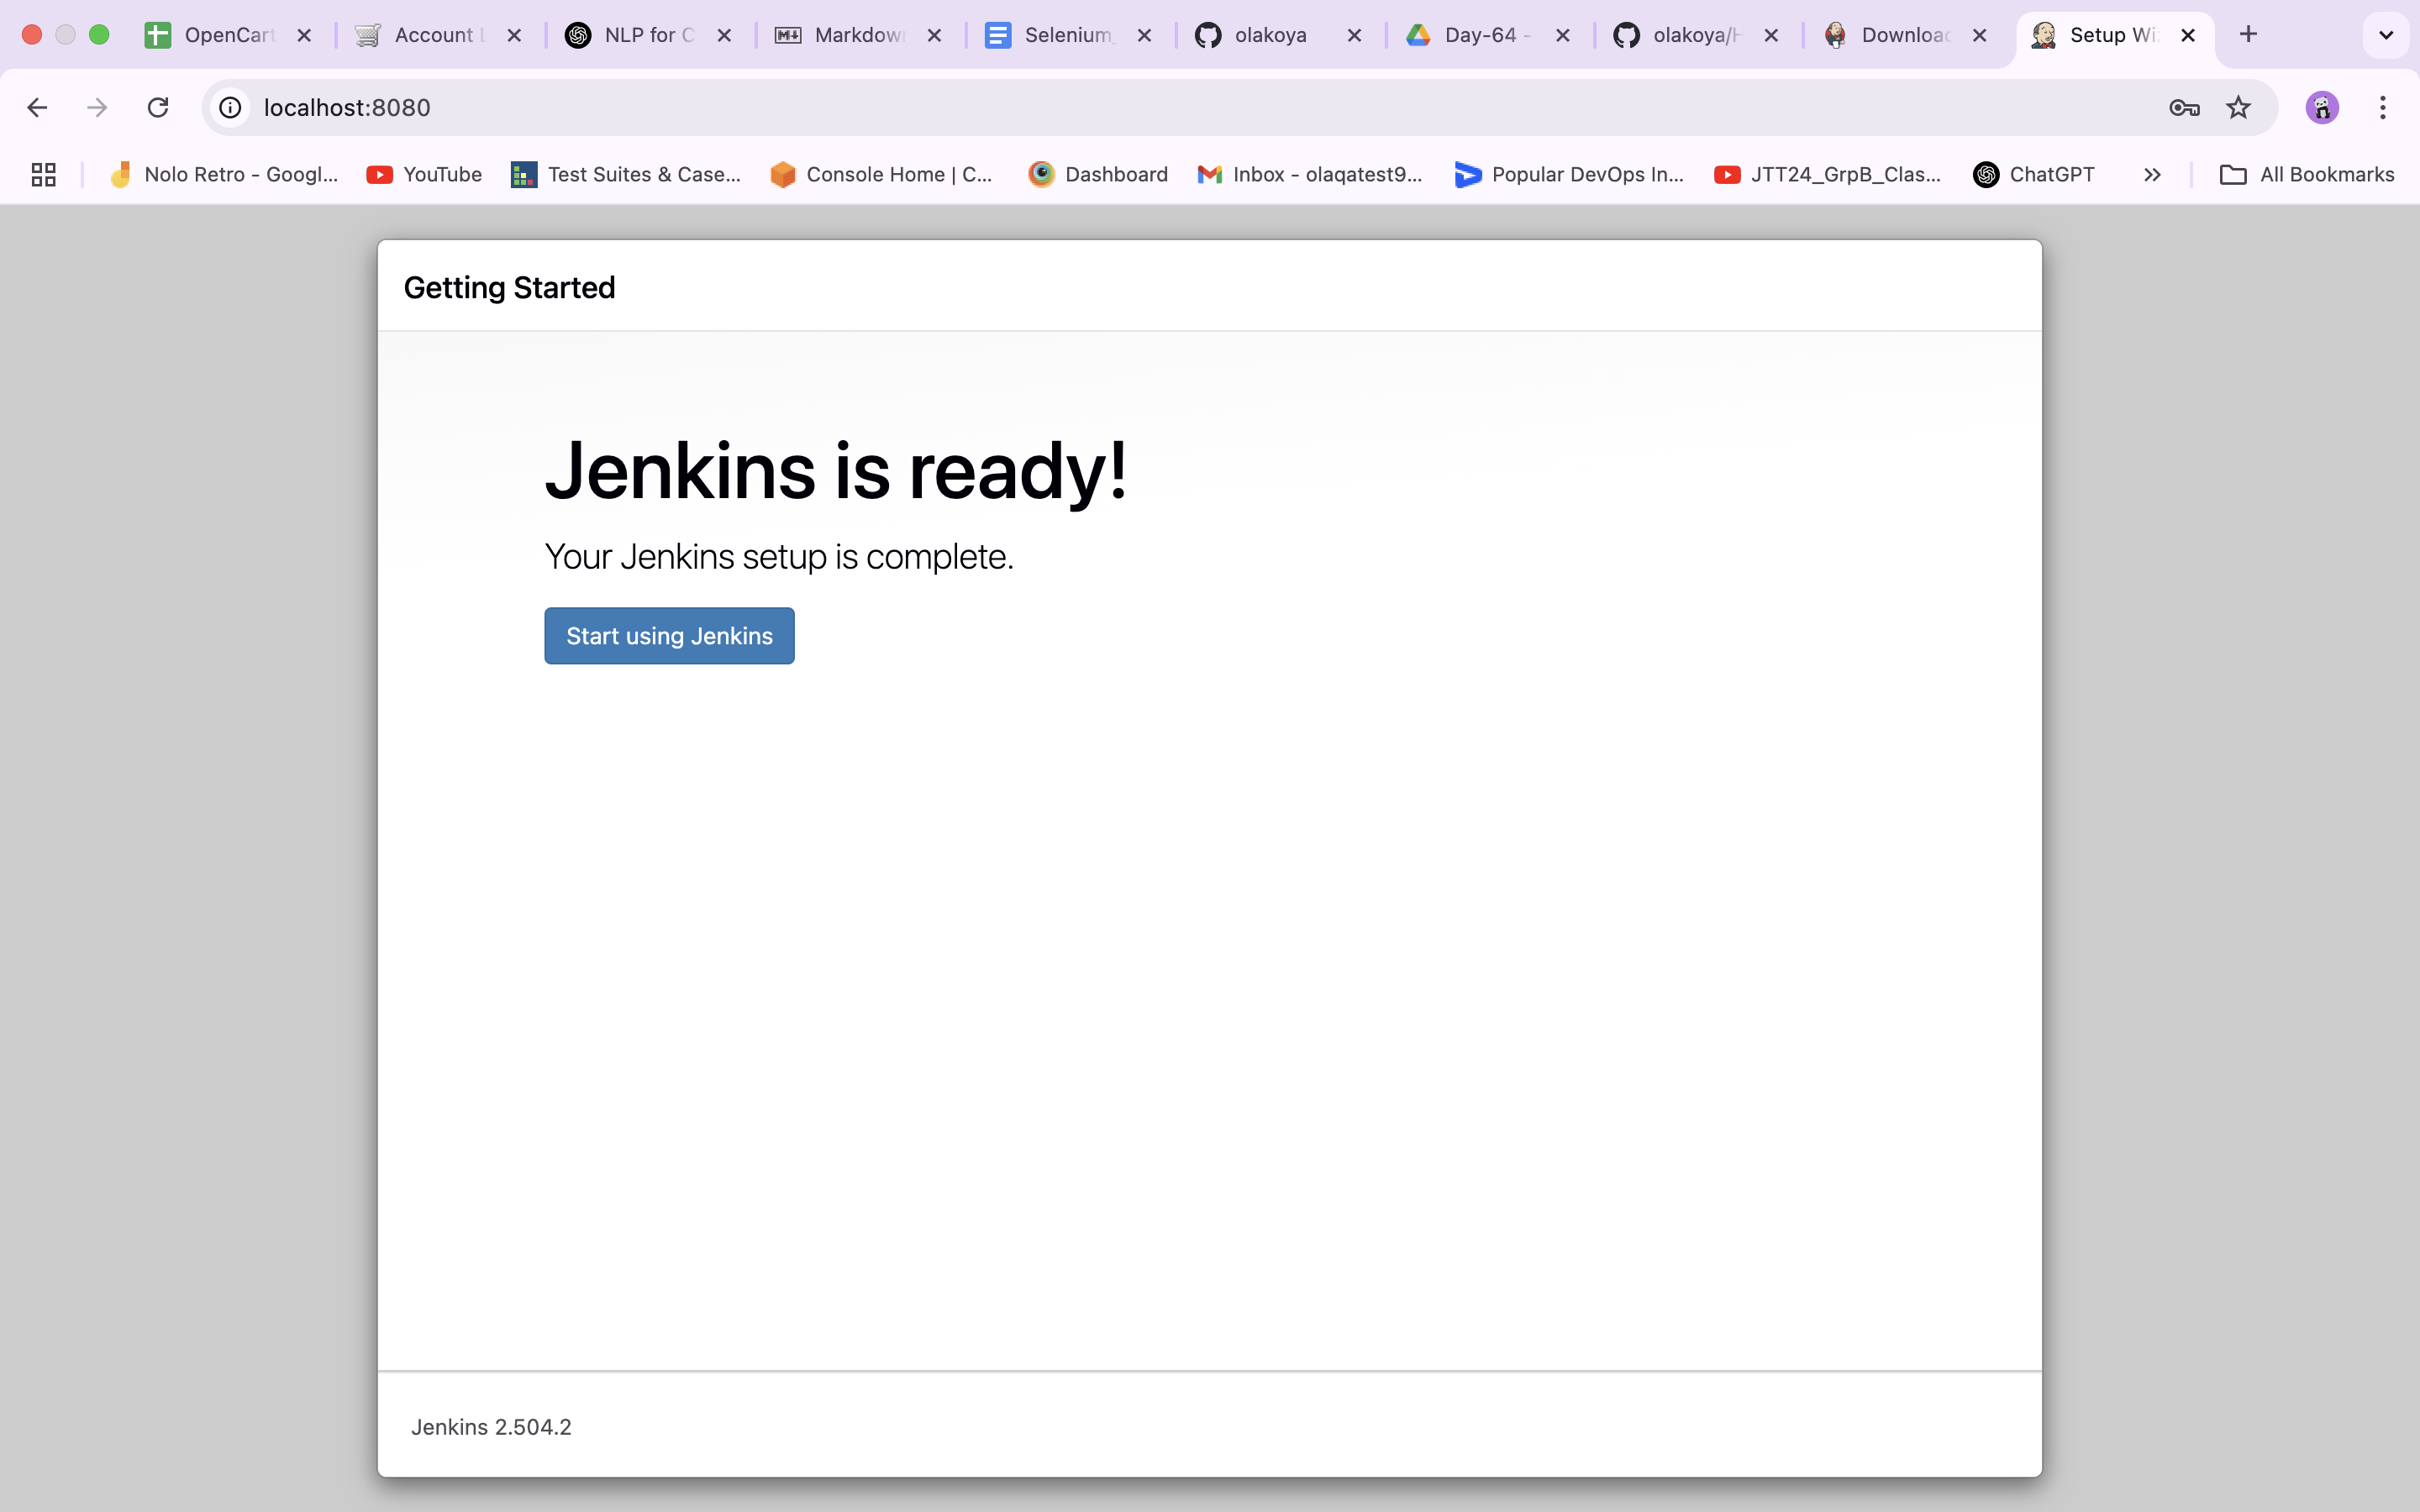 OpenCart
Account L
NLP for C
Markdow
Selenium_
olakoya
Day-64 -
olakoya/H
Downloa
Setup Wi
localhost:8080
Nolo Retro - Googl...
YouTube
Test Suites & Case...
Console Home | C...
Dashboard
Inbox - olaqatest9...
Popular DevOps In...
JTT24_GrpB_Clas...
ChatGPT
All Bookmarks
Getting Started
Jenkins is ready!
Your Jenkins setup is complete.
Start using Jenkins
Jenkins 2.504.2